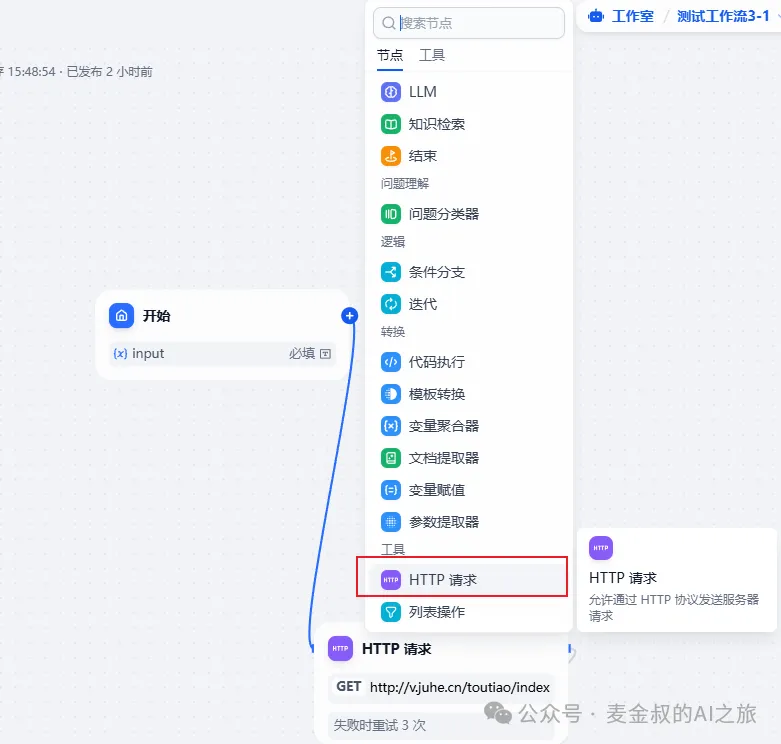 搜索节点
工作室 / 测试工作流3-1
节点 工具
15:48:54 · 已发布 2 小时前
LLM
知识检索
结束
问题理解
问题分类器
逻辑
条件分支
迭代
转换
代码执行
模板转换
变量聚合器
文档提取器
变量赋值
参数提取器
工具
HTTP 请求
列表操作
开始
input 必填
HTTP
HTTP 请求
允许通过 HTTP 协议发送服务器
请求
HTTP
HTTP 请求
GET http://v.juhe.cn/toutiao/index
失败时重试 3 次
公众号 · 麦金叔的AI之旅